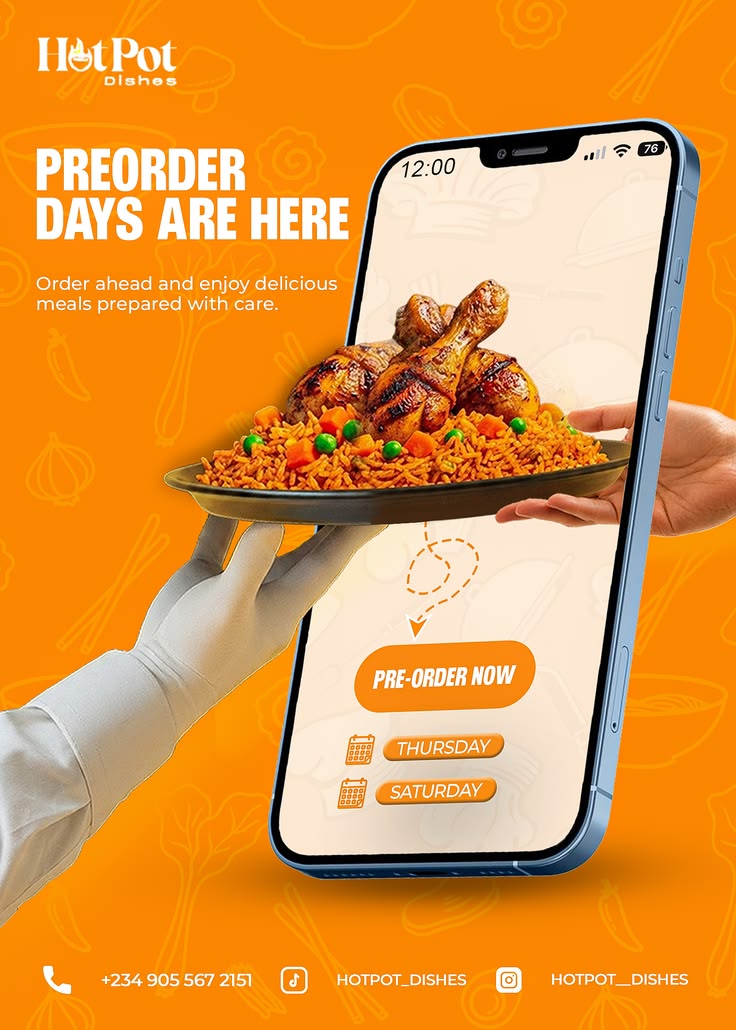 HotPot
Dishes
PREORDER
DAYS ARE HERE
Order ahead and enjoy delicious
meals prepared with care.
12:00
76
PRE-ORDER NOW
THURSDAY
SATURDAY
+234 905 567 2151
HOTPOT_DISHES
HOTPOT__DISHES